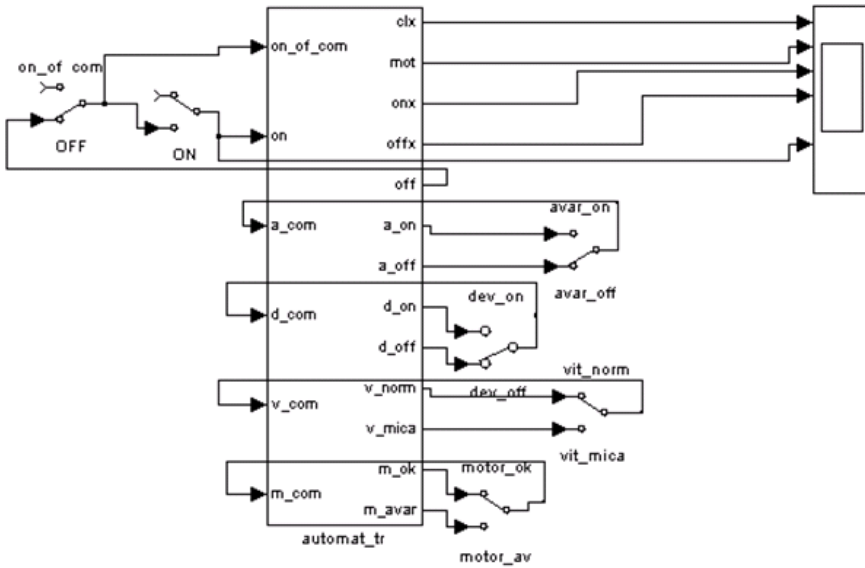 clx
on_of_com
mot
on_of com
onx
OFF
ON
on
offx
off
avar_on
a_com
a_on
a_off
avar_off
dev_on
d_com
d_on
d_off
vit_norm
v_norm
dev_off
v_com
v_mica
vit_mica
m_ok
motor_ok
m_com
m_avar
automat_tr
motor_av